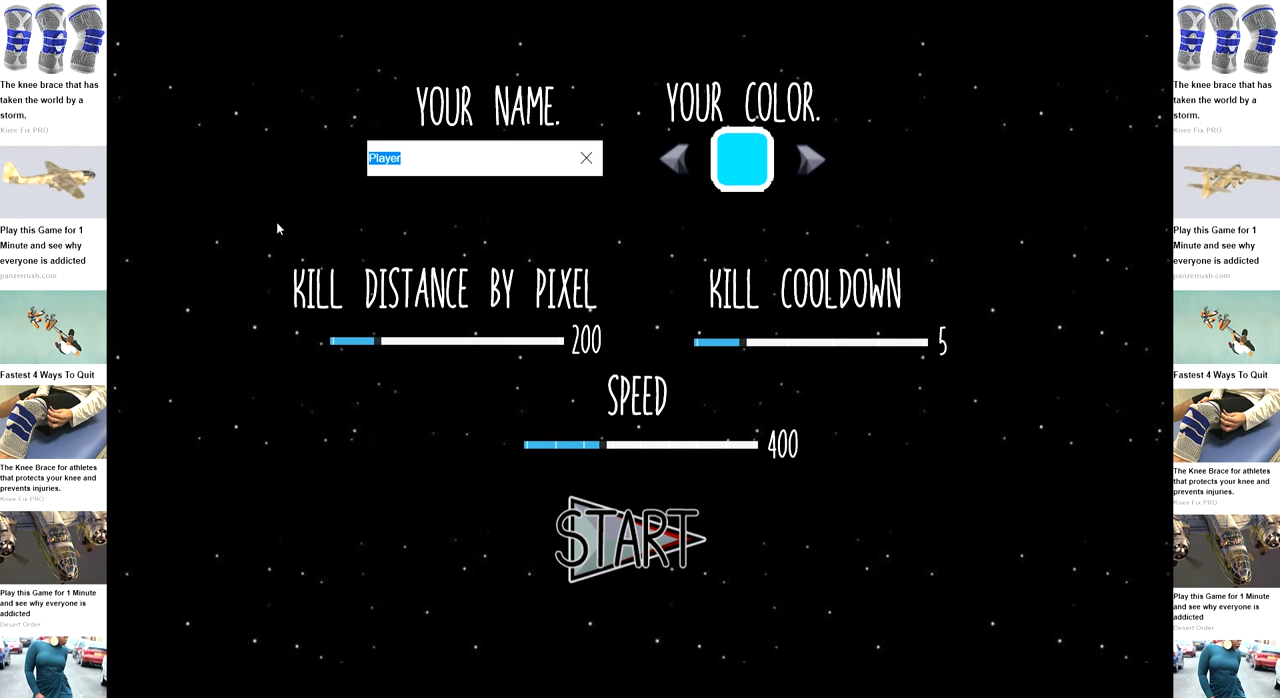 The knee brace that has
taken the world by a
storm.
Knee Fix PRO
Play this Game for 1
Minute and see why
everyone is addicted
panzerrush.com
Fastest 4 Ways To Quit
The Knee Brace for athletes
that protects your knee and
prevents injuries.
Knee Fix PRO
Play this Game for 1 Minute
and see why everyone is
addicted
Desert Order
YOUR NAME.
Player
YOUR COLOR.
KILL DISTANCE BY PIXEL
200
KILL COOLDOWN
5
SPEED
400
START
The knee brace that has
taken the world by a
storm.
Knee Fix PRO
Play this Game for 1
Minute and see why
everyone is addicted
panzerrush.com
Fastest 4 Ways To Quit
The Knee Brace for athletes
that protects your knee and
prevents injuries.
Knee Fix PRO
Play this Game for 1 Minute
and see why everyone is
addicted
Desert Order